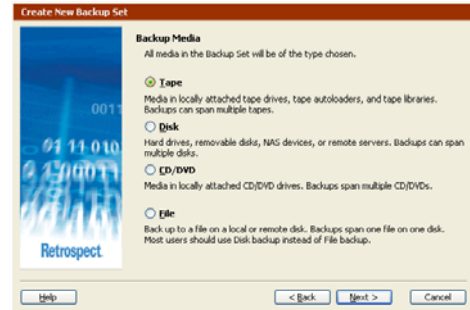 Create New Backup Set
Backup Media
All media in the Backup Set will be of the type chosen.
Tape
Media in locally attached tape drives, tape autoloaders, and tape libraries.
Backups can span multiple tapes.
Disk
Hard drives, removable disks, NAS devices, or remote servers. Backups can span
multiple disks.
CD/DVD
Media in locally attached CD/DVD drives. Backups span multiple CD/DVDs.
File
Back up to a file on a local or remote disk. Backups span one file on one disk.
Most users should use Disk backup instead of File backup.
0011
01 11 010
Retrospect
Help
< Back
Next >
Cancel